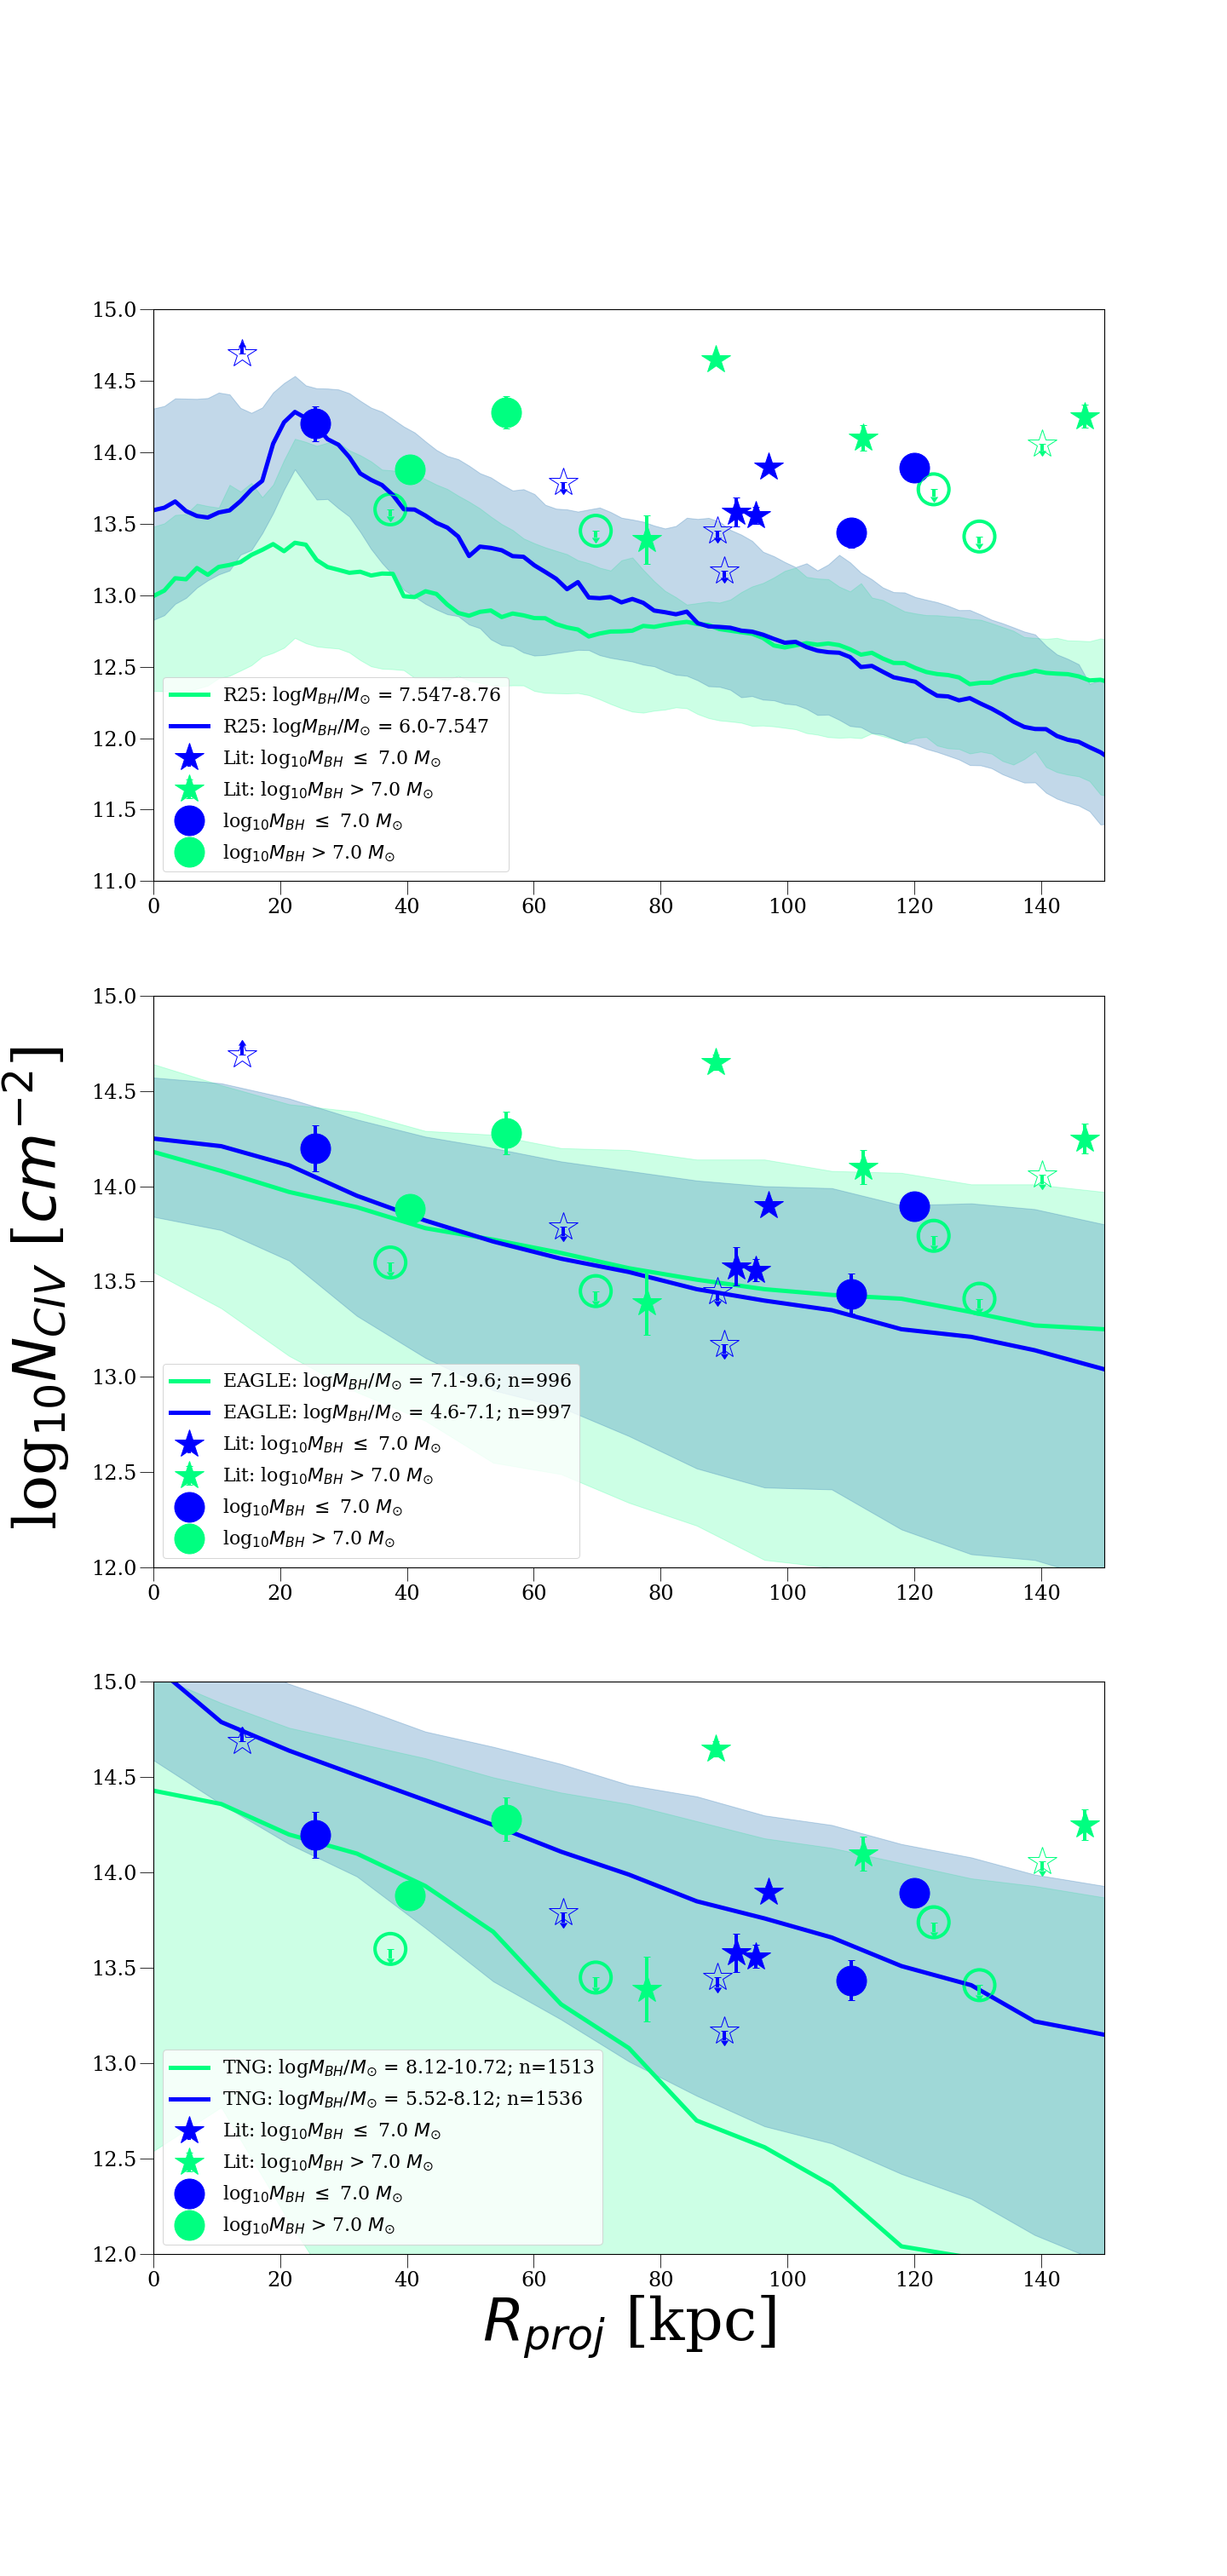 15.0
14.5
14.0
13.5
13.0
12.5
12.0
11.5
11.0
R25: logM_BH/M_⊙ = 7.547-8.76
R25: logM_BH/M_⊙ = 6.0-7.547
Lit: log₁₀M_BH ≤ 7.0 M_⊙
Lit: log₁₀M_BH > 7.0 M_⊙
log₁₀M_BH ≤ 7.0 M_⊙
log₁₀M_BH > 7.0 M_⊙
0 20 40 60 80 100 120 140
log₁₀N_CIV [cm⁻²]
15.0
14.5
14.0
13.5
13.0
12.5
12.0
EAGLE: logM_BH/M_⊙ = 7.1-9.6; n=996
EAGLE: logM_BH/M_⊙ = 4.6-7.1; n=997
Lit: log₁₀M_BH ≤ 7.0 M_⊙
Lit: log₁₀M_BH > 7.0 M_⊙
log₁₀M_BH ≤ 7.0 M_⊙
log₁₀M_BH > 7.0 M_⊙
0 20 40 60 80 100 120 140
15.0
14.5
14.0
13.5
13.0
12.5
12.0
TNG: logM_BH/M_⊙ = 8.12-10.72; n=1513
TNG: logM_BH/M_⊙ = 5.52-8.12; n=1536
Lit: log₁₀M_BH ≤ 7.0 M_⊙
Lit: log₁₀M_BH > 7.0 M_⊙
log₁₀M_BH ≤ 7.0 M_⊙
log₁₀M_BH > 7.0 M_⊙
0 20 40 60 80 100 120 140
R_proj [kpc]